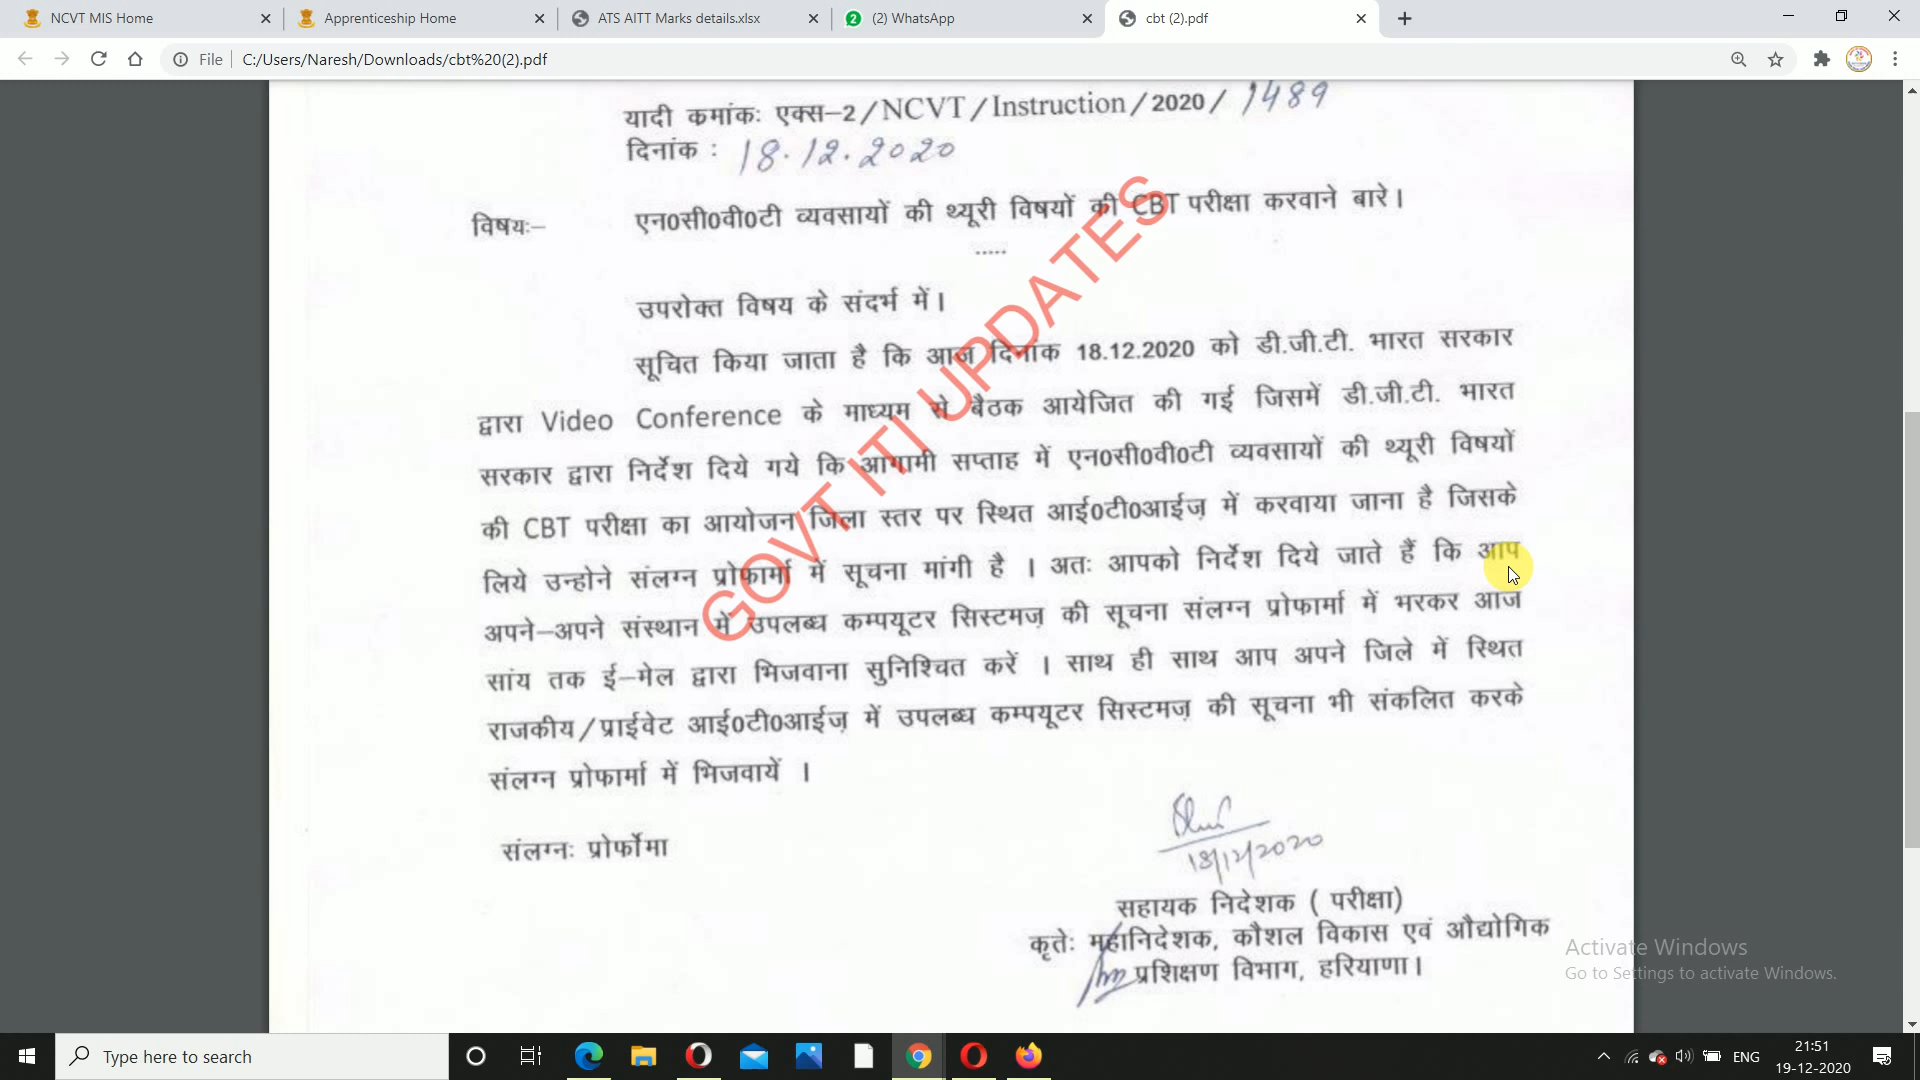 NCVT MIS Home
Apprenticeship Home
ATS AITT Marks details.xlsx
(2) WhatsApp
cbt (2).pdf
File
C:/Users/Naresh/Downloads/cbt%20(2).pdf
यादी कमांकः एक्स–2/NCVT/Instruction/2020/ 1489
दिनांक : 18.12.2020
विषयः– एन0सी0वी0टी व्यवसायों की थ्यूरी विषयों की CBT परीक्षा करवाने बारे।
.....
उपरोक्त विषय के संदर्भ में।
सूचित किया जाता है कि आज दिनांक 18.12.2020 को डी.जी.टी. भारत सरकार
द्वारा Video Conference के माध्यम से बैठक आयेजित की गई जिसमें डी.जी.टी. भारत
सरकार द्वारा निर्देश दिये गये कि आगामी सप्ताह में एन0सी0वी0टी व्यवसायों की थ्यूरी विषयों
की CBT परीक्षा का आयोजन जिला स्तर पर स्थित आई0टी0आईज़ में करवाया जाना है जिसके
लिये उन्होने संलग्न प्रोफार्मा में सूचना मांगी है । अतः आपको निर्देश दिये जाते हैं कि आप
अपने–अपने संस्थान में उपलब्ध कम्पयूटर सिस्टमज़ की सूचना संलग्न प्रोफार्मा में भरकर आज
सांय तक ई–मेल द्वारा भिजवाना सुनिश्चित करें । साथ ही साथ आप अपने जिले में स्थित
राजकीय/प्राईवेट आई0टी0आईज़ में उपलब्ध कम्पयूटर सिस्टमज़ की सूचना भी संकलित करके
संलग्न प्रोफार्मा में भिजवायें ।
GOVT ITI UPDATES
संलग्नः प्रोर्फोमा
18/12/2020
सहायक निदेशक ( परीक्षा)
कृतेः महानिदेशक, कौशल विकास एवं औद्योगिक
प्रशिक्षण विभाग, हरियाणा।
Activate Windows
Go to Settings to activate Windows.
Type here to search
ENG
21:51
19-12-2020